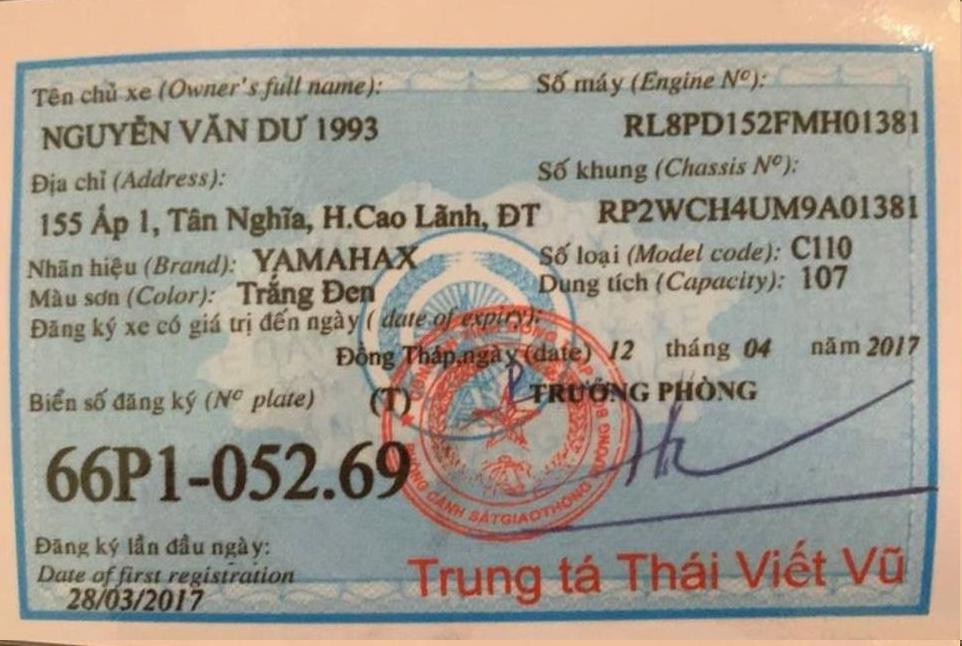 Tên chủ xe (Owner's full name):
NGUYỄN VĂN DƯ 1993
Địa chỉ (Address):
155 Ấp 1, Tân Nghĩa, H.Cao Lãnh, ĐT
Số máy (Engine Nº):
RL8PD152FMH01381
Số khung (Chassis Nº):
RP2WCH4UM9A01381
Nhãn hiệu (Brand): YAMAHAX
Số loại (Model code): C110
Màu sơn (Color): Trắng Đen
Dung tích (Capacity): 107
Đăng ký xe có giá trị đến ngày ( date of expiry):
Đồng Tháp,ngày (date) 12 tháng 04 năm 2017
Biển số đăng ký (Nº plate) (T)
TRƯỞNG PHÒNG
66P1-052.69
PHÒNG CẢNH SÁT GIAO THÔNG ĐƯỜNG B
Đăng ký lần đầu ngày:
Date of first registration
28/03/2017
Trung tá Thái Viết Vũ